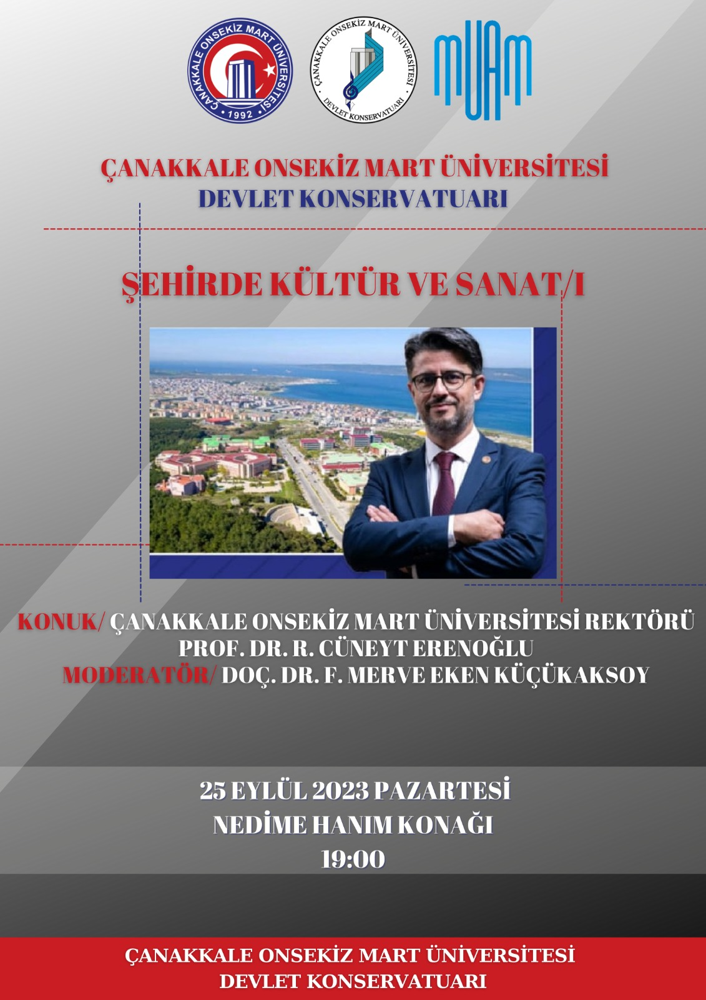 ÇANAKKALE ONSEKİZ MART ÜNİVERSİTESİ
• 1992 •
ÇANAKKALE ONSEKİZ MART ÜNİVERSİTESİ
• DEVLET KONSERVATUARI •
MUAM
ÇANAKKALE ONSEKİZ MART ÜNİVERSİTESİ
DEVLET KONSERVATUARI
ŞEHİRDE KÜLTÜR VE SANAT/I
KONUK/ ÇANAKKALE ONSEKİZ MART ÜNİVERSİTESİ REKTÖRÜ
PROF. DR. R. CÜNEYT ERENOĞLU
MODERATÖR/ DOÇ. DR. F. MERVE EKEN KÜÇÜKAKSOY
25 EYLÜL 2023 PAZARTESİ
NEDİME HANIM KONAĞI
19:00
ÇANAKKALE ONSEKİZ MART ÜNİVERSİTESİ
DEVLET KONSERVATUARI